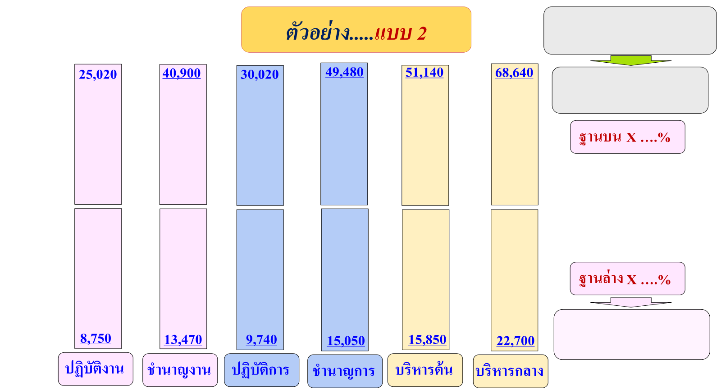 ตัวอย่าง.....แบบ 2
25,020
40,900
30,020
49,480
51,140
68,640
ฐานบน X ....%
ฐานล่าง X ....%
8,750
13,470
9,740
15,050
15,850
22,700
ปฏิบัติงาน
ชำนาญงาน
ปฏิบัติการ
ชำนาญการ
บริหารต้น
บริหารกลาง